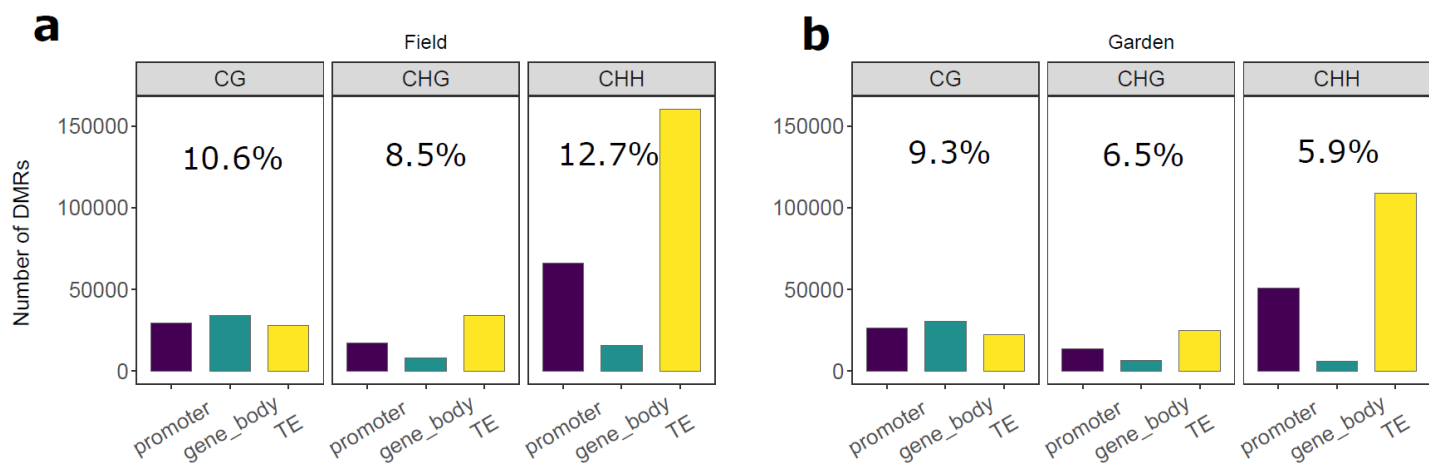 a
Field
CG CHG CHH
10.6% 8.5% 12.7%
150000
100000
50000
0
Number of DMRs
promoter gene_body TE promoter gene_body TE promoter gene_body TE
b
Garden
CG CHG CHH
9.3% 6.5% 5.9%
150000
100000
50000
0
promoter gene_body TE promoter gene_body TE promoter gene_body TE